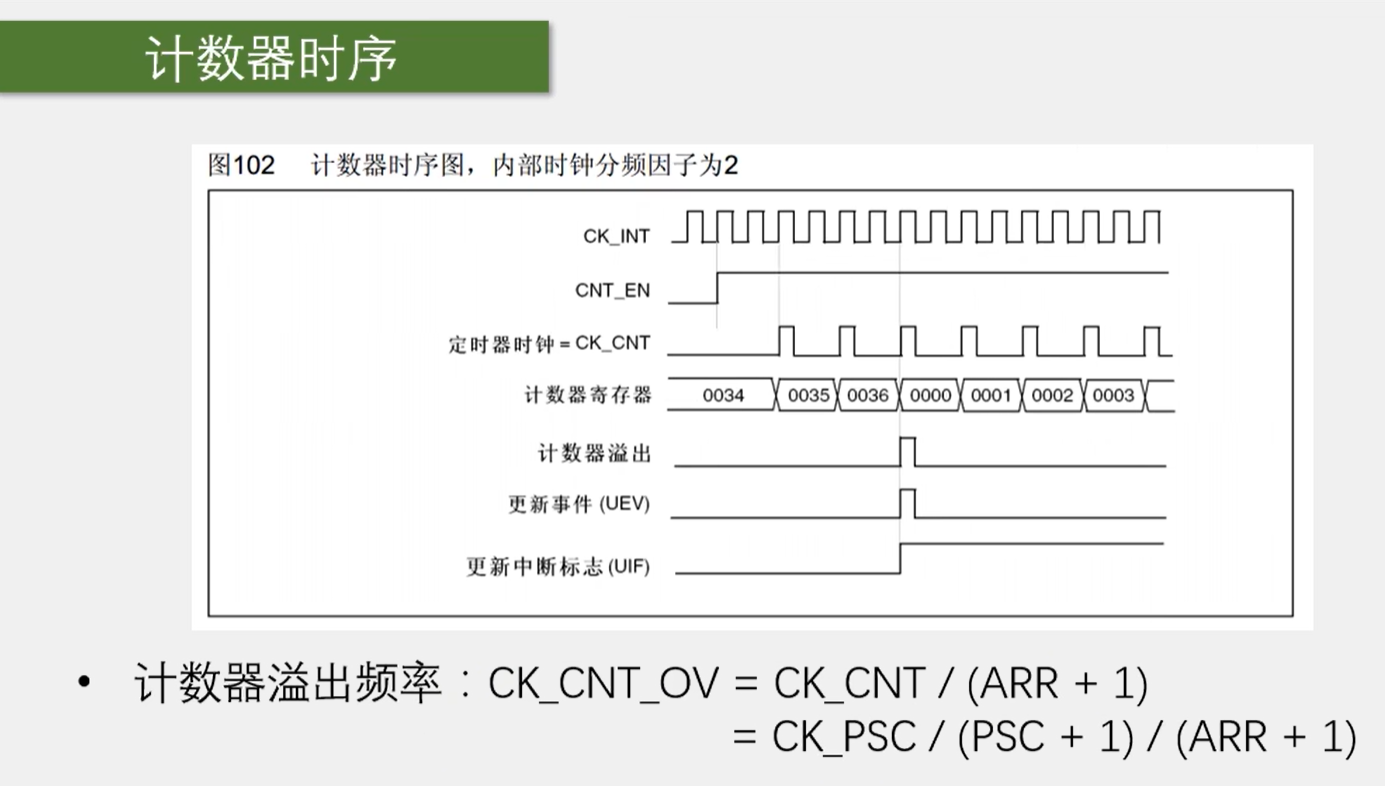 计数器时序
图102 计数器时序图，内部时钟分频因子为2
CK_INT
CNT_EN
定时器时钟 = CK_CNT
计数器寄存器 0034 0035 0036 0000 0001 0002 0003
计数器溢出
更新事件 (UEV)
更新中断标志 (UIF)
• 计数器溢出频率：CK_CNT_OV = CK_CNT / (ARR + 1)
= CK_PSC / (PSC + 1) / (ARR + 1)